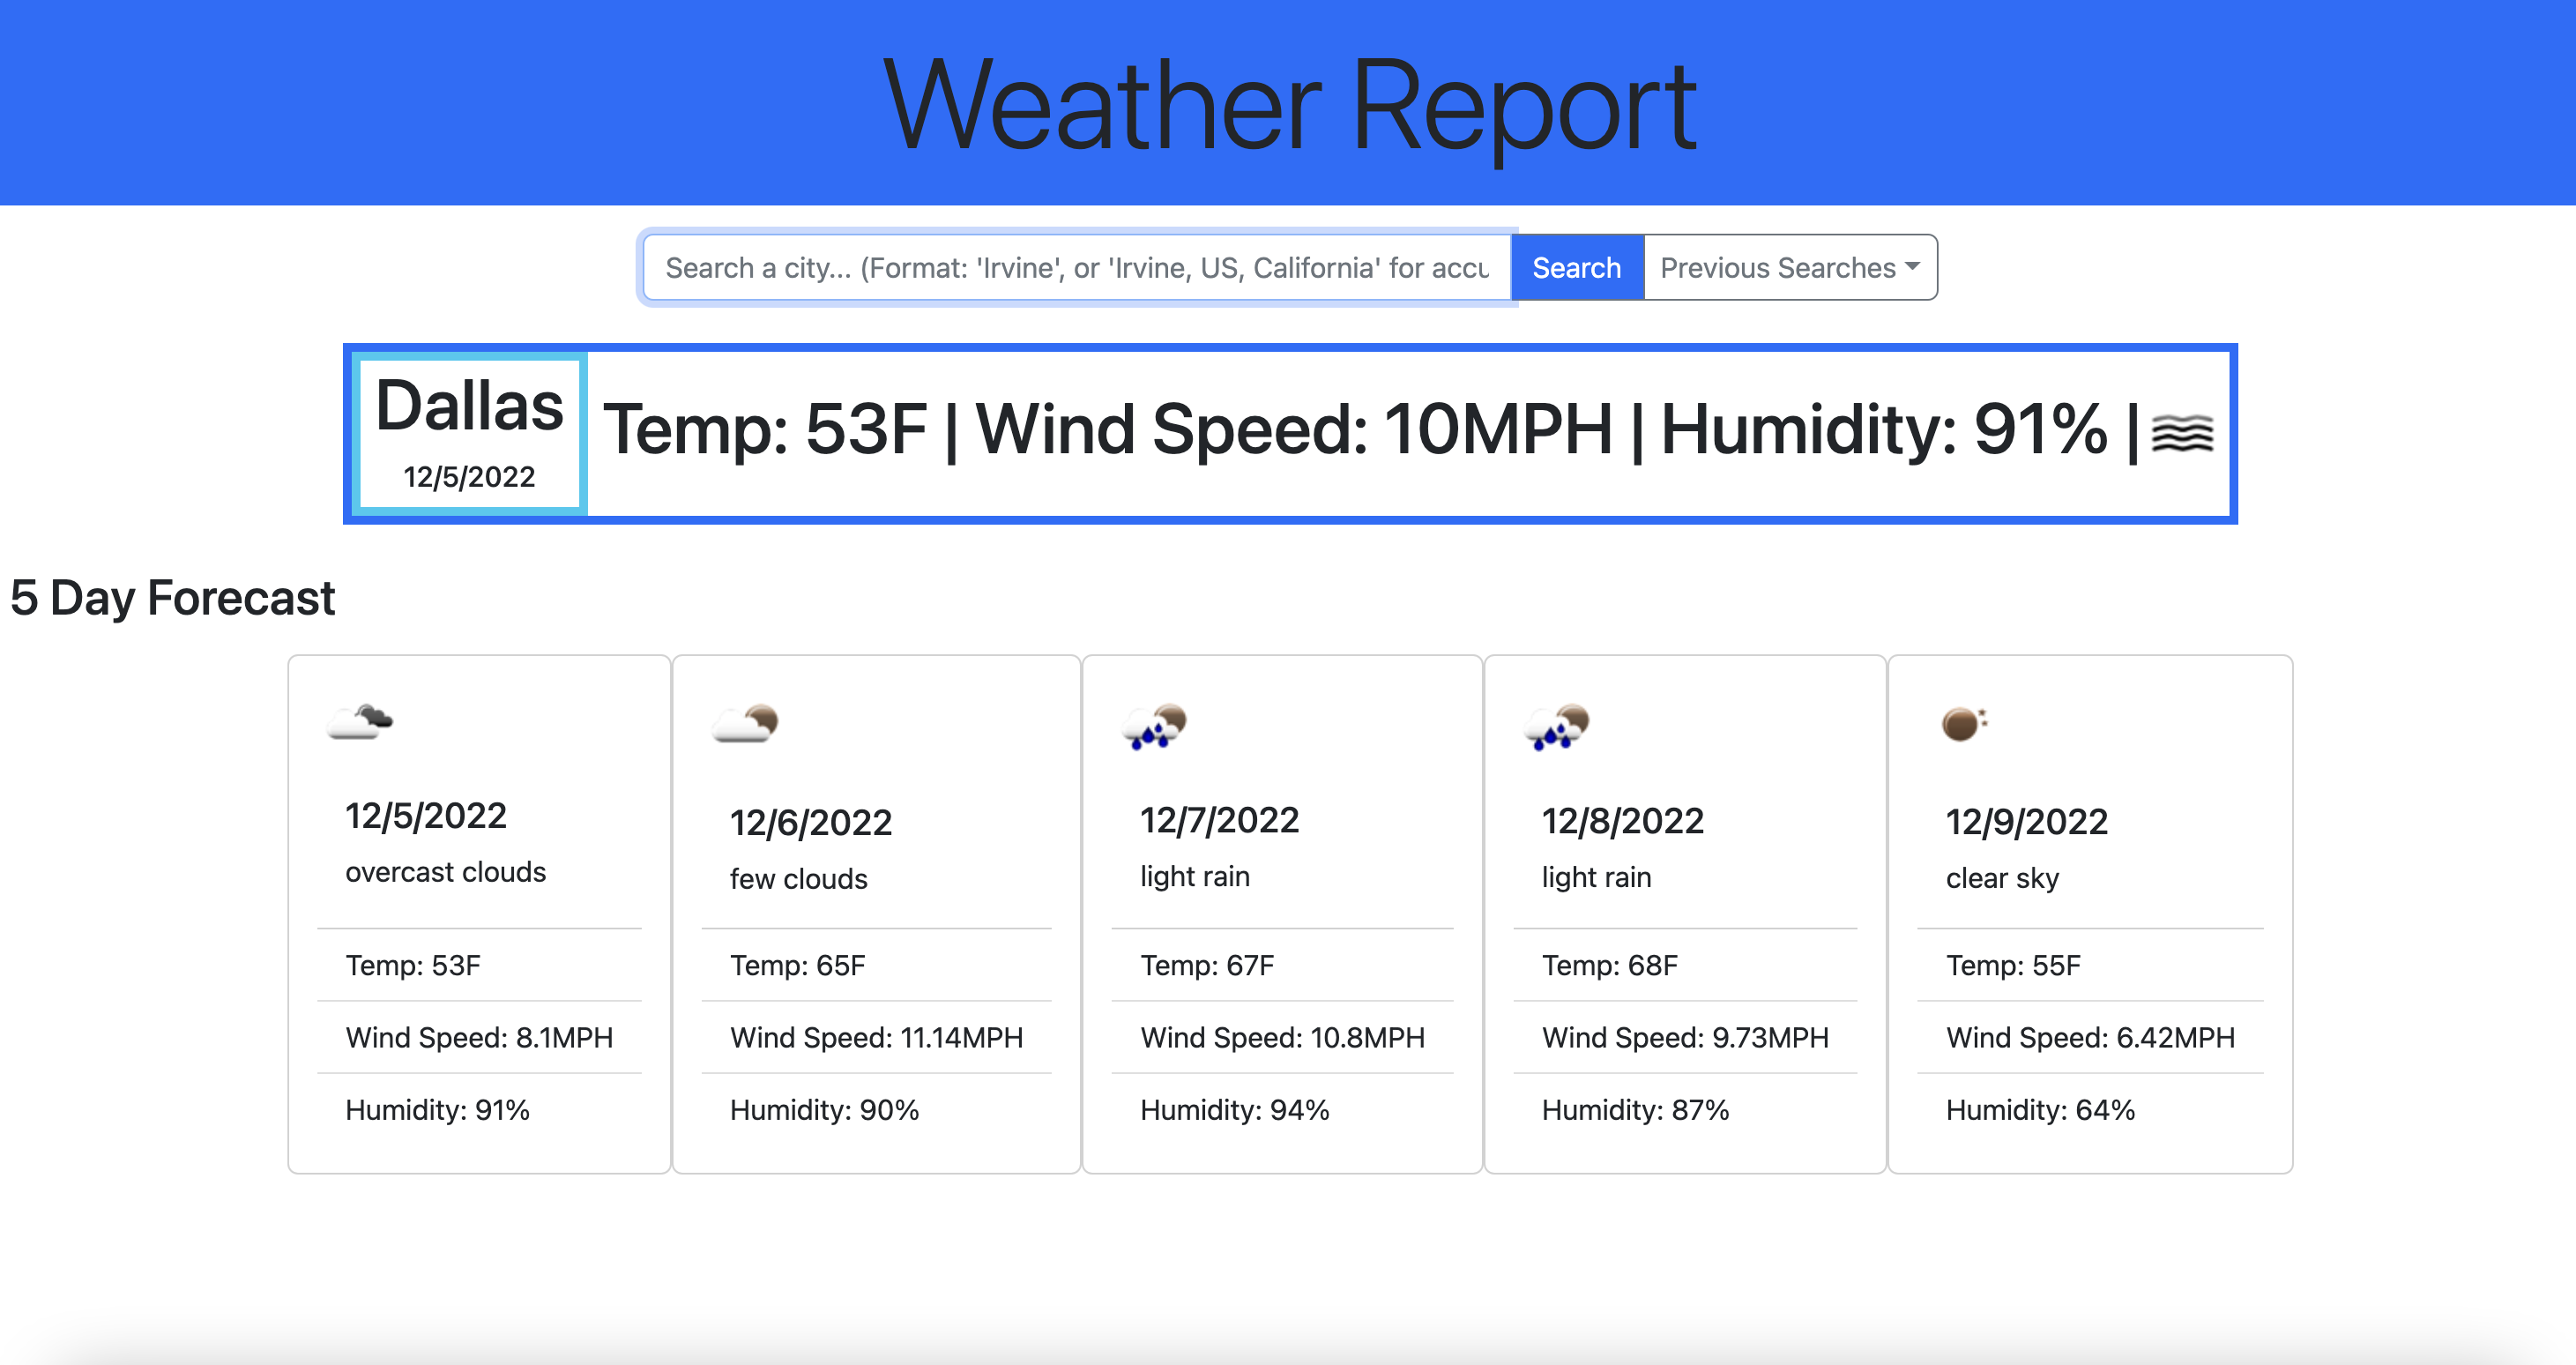 Weather Report
Search a city... (Format: 'Irvine', or 'Irvine, US, California' for accu
Search
Previous Searches
Dallas
12/5/2022
Temp: 53F | Wind Speed: 10MPH | Humidity: 91% |
5 Day Forecast
12/5/2022
overcast clouds
Temp: 53F
Wind Speed: 8.1MPH
Humidity: 91%
12/6/2022
few clouds
Temp: 65F
Wind Speed: 11.14MPH
Humidity: 90%
12/7/2022
light rain
Temp: 67F
Wind Speed: 10.8MPH
Humidity: 94%
12/8/2022
light rain
Temp: 68F
Wind Speed: 9.73MPH
Humidity: 87%
12/9/2022
clear sky
Temp: 55F
Wind Speed: 6.42MPH
Humidity: 64%